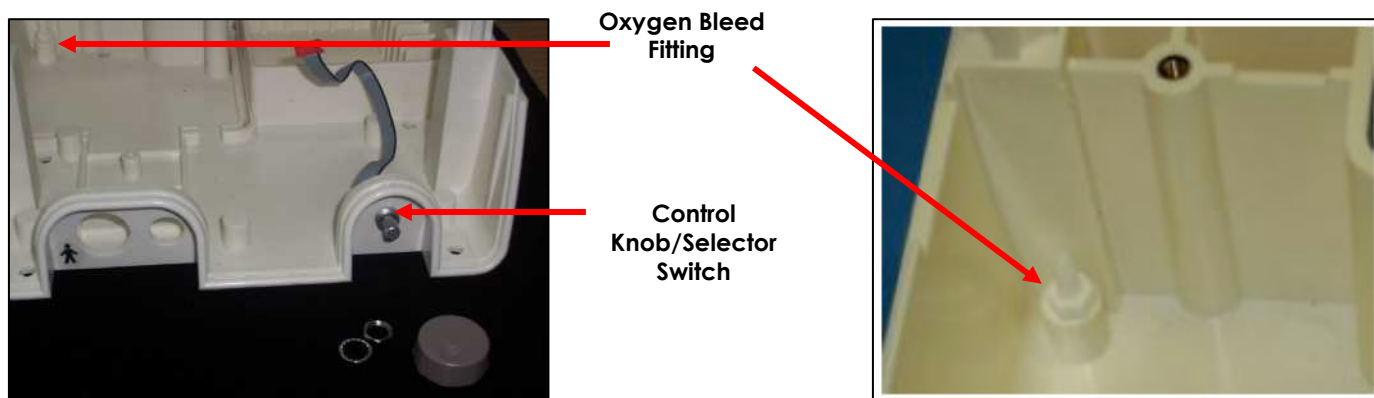 Oxygen Bleed
Fitting
Control
Knob/Selector
Switch